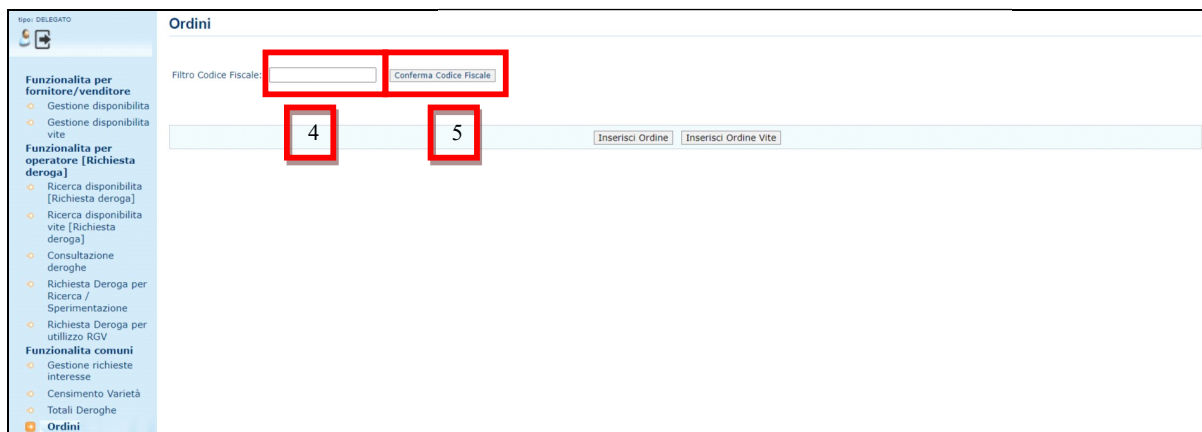 tipo: DELEGATO
Ordini
Filtro Codice Fiscale:
Conferma Codice Fiscale
4
5
Inserisci Ordine
Inserisci Ordine Vite
Funzionalita per
fornitore/venditore
Gestione disponibilita
Gestione disponibilita
vite
Funzionalita per
operatore [Richiesta
deroga]
Ricerca disponibilita
[Richiesta deroga]
Ricerca disponibilita
vite [Richiesta
deroga]
Consultazione
deroghe
Richiesta Deroga per
Ricerca /
Sperimentazione
Richiesta Deroga per
utillizo RGV
Funzionalita comuni
Gestione richieste
interesse
Censimento Varietà
Totali Deroghe
Ordini